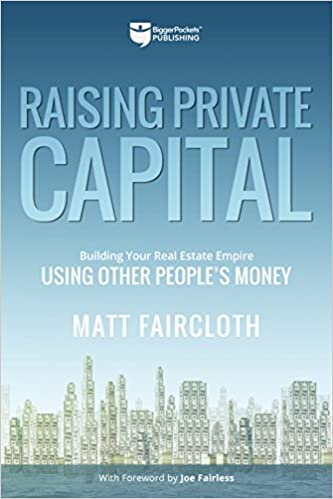 BiggerPockets™
PUBLISHING
RAISING PRIVATE
CAPITAL
Building Your Real Estate Empire
USING OTHER PEOPLE'S MONEY
MATT FAIRCLOTH
With Foreword by Joe Fairless